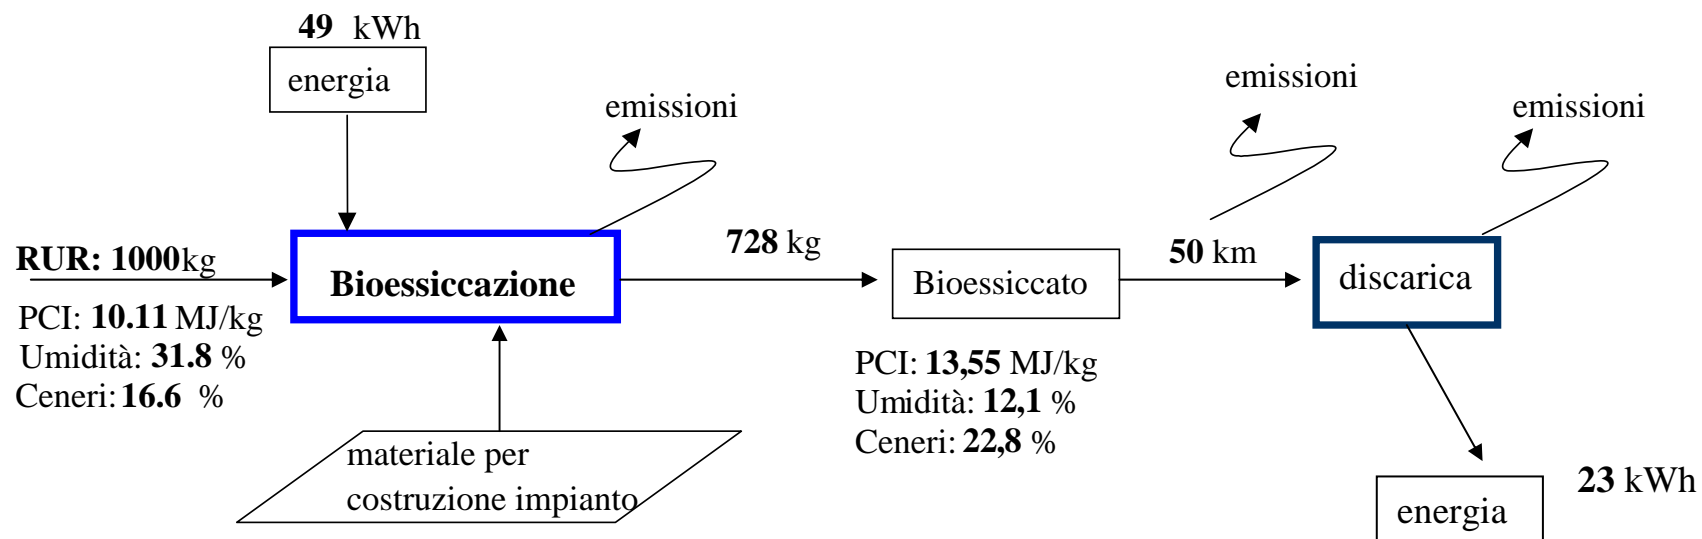 49 kWh
energia
emissioni
emissioni
emissioni
RUR: 1000kg
Bioessiccazione
728 kg
Bioessiccato
50 km
discarica
PCI: 10.11 MJ/kg
Umidità: 31.8 %
Ceneri: 16.6 %
PCI: 13,55 MJ/kg
Umidità: 12,1 %
Ceneri: 22,8 %
materiale per
costruzione impianto
23 kWh
energia